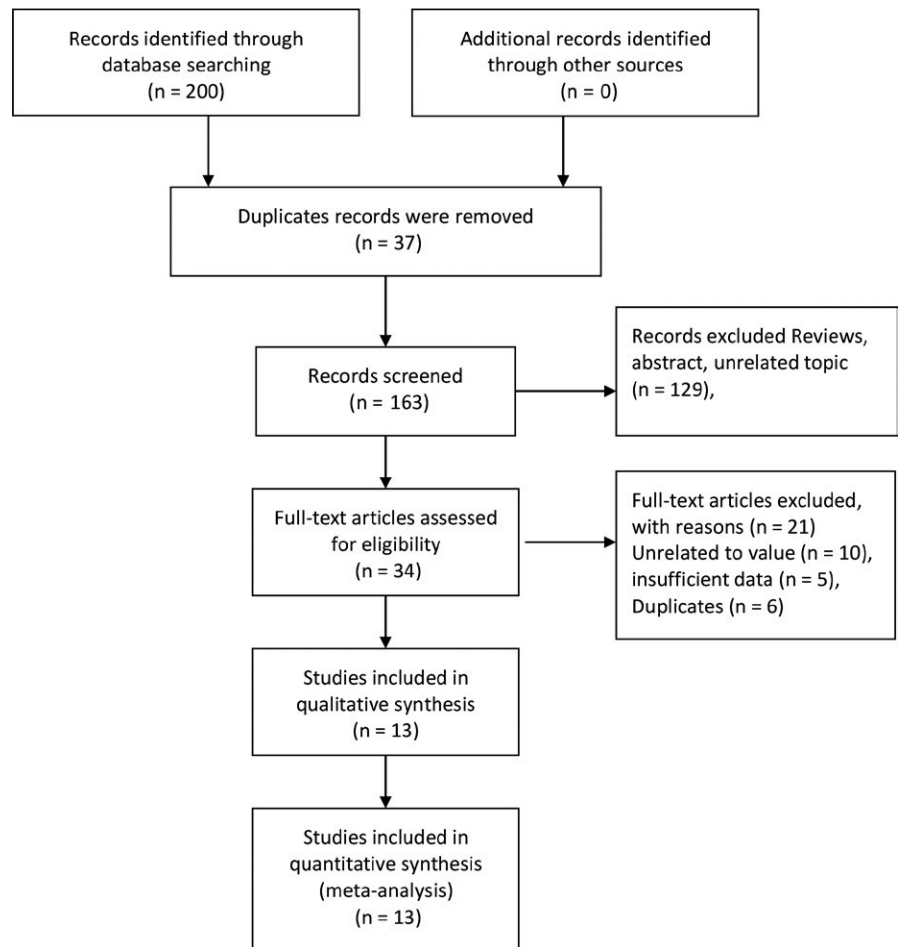 Records identified through
database searching
(n = 200)
Additional records identified
through other sources
(n = 0)
Duplicates records were removed
(n = 37)
Records screened
(n = 163)
Records excluded Reviews,
abstract, unrelated topic
(n = 129),
Full-text articles assessed
for eligibility
(n = 34)
Full-text articles excluded,
with reasons (n = 21)
Unrelated to value (n = 10),
insufficient data (n = 5),
Duplicates (n = 6)
Studies included in
qualitative synthesis
(n = 13)
Studies included in
quantitative synthesis
(meta-analysis)
(n = 13)